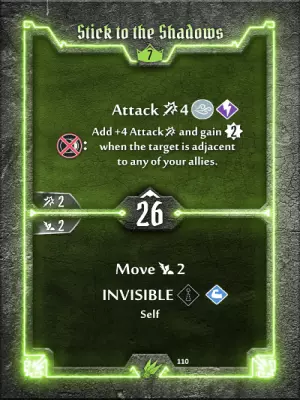 Stick to the Shadows
7
Attack 4
Add +4 Attack and gain 2
: when the target is adjacent
to any of your allies.
2
26
2
Move 2
INVISIBLE
Self
110